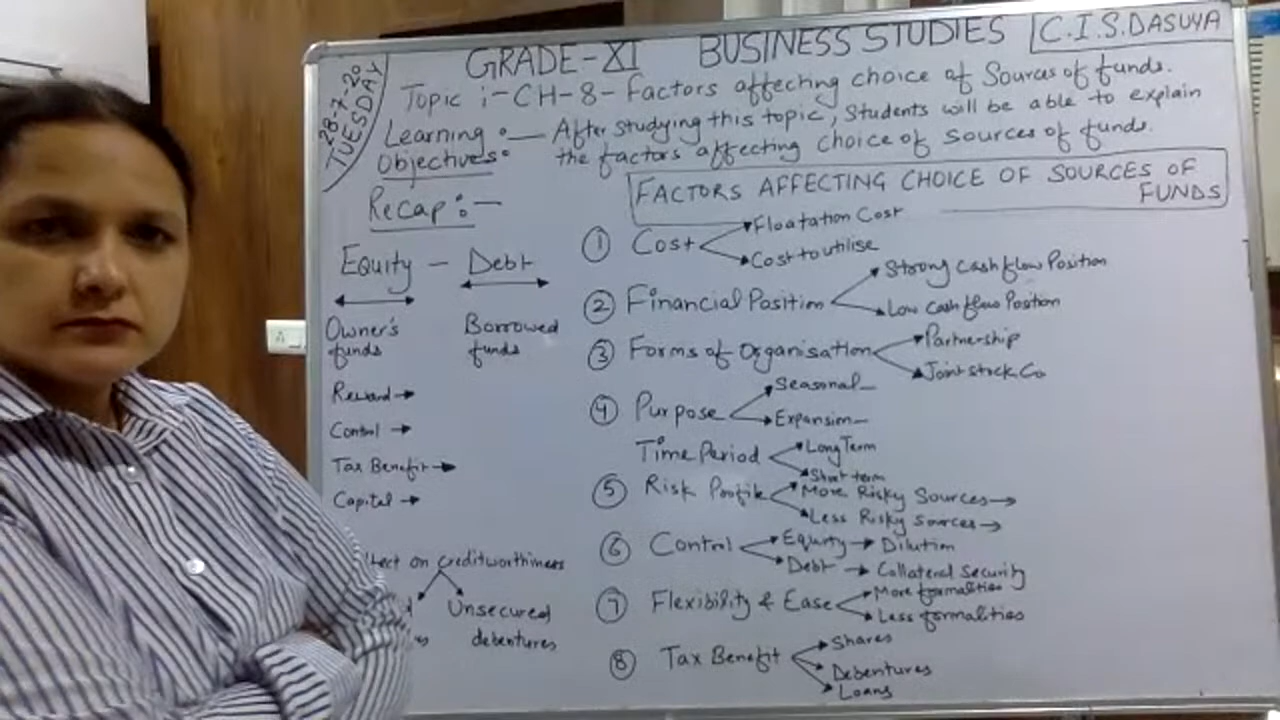 28-7-20
TUESDAY
GRADE-XI BUSINESS STUDIES C.I.S.DASUYA
Topic :- CH-8- Factors affecting choice of Sources of funds.
Learning Objectives:- After studying this topic, Students will be able to explain
the factors affecting choice of sources of funds.
Recap:-
Equity - Debt
Owner's funds
Borrowed funds
Reward →
Control →
Tax Benefit →
Capital →
on creditworthiness
Unsecured
debentures
FACTORS AFFECTING CHOICE OF SOURCES OF
FUNDS
① Cost
Floatation Cost
Cost to utilise
② Financial Position
Strong Cash flow Position
Low Cash flow Position
③ Forms of Organisation
Partnership
Joint stock Co
④ Purpose
Seasonal
Expansion
Time Period
Long Term
Short term
⑤ Risk Profile
More Risky Sources →
Less Risky Sources →
⑥ Control
Equity → Dilution
Debt → Collateral Security
⑦ Flexibility & Ease
More formalities
Less formalities
⑧ Tax Benefit
Shares
Debentures
Loans